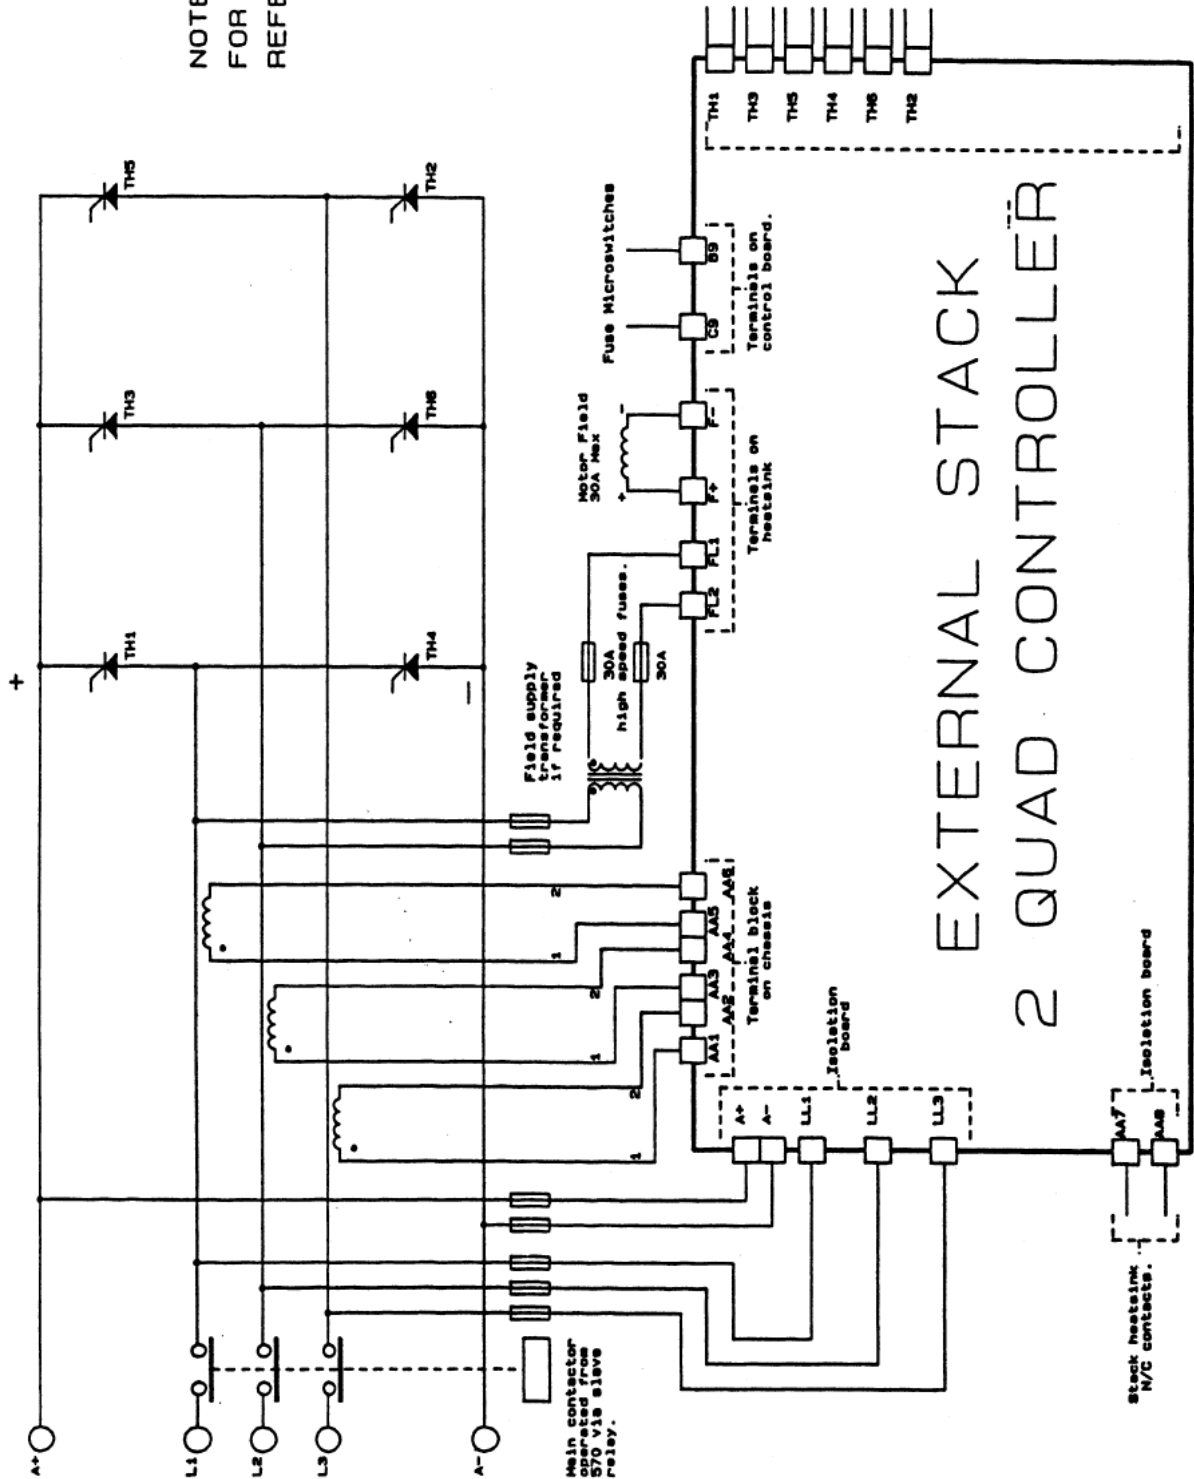 NOTE
FOR
REFE
A+
L1
L2
L3
A-
+
-
TH1
TH3
TH5
TH4
TH6
TH2
Main contactor
operated from
570 via slave
relay.
1
2
1
2
1
2
Field supply
transformer
if required
30A
high speed fuses.
30A
Motor Field
30A Max
+
-
Fuse Microswitches
AA1
AA2
AA3
AA4
AA5
AA6
Terminal block
on chassis
FL2
FL1
F+
F-
Terminals on
heatsink
C9
B9
Terminals on
control board.
TH1
TH3
TH5
TH4
TH6
TH2
A+
A-
LL1
LL2
LL3
Isolation
board
AA7
AA8
Isolation board
Stack heatsink
N/C contacts.
EXTERNAL STACK
2 QUAD CONTROLLER